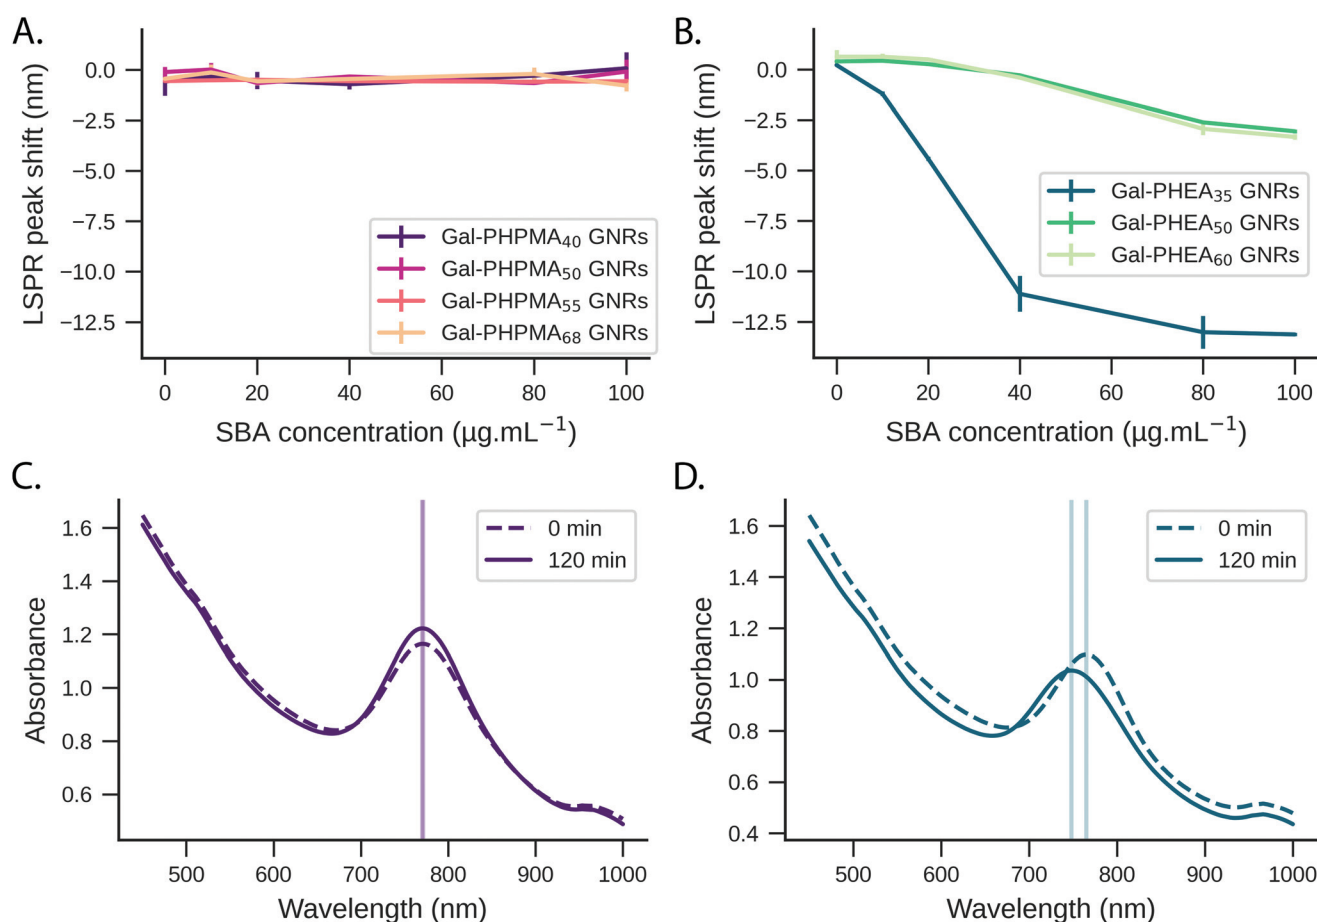 A.
LSPR peak shift (nm)
0.0
−2.5
−5.0
−7.5
−10.0
−12.5
Gal-PHPMA₄₀ GNRs
Gal-PHPMA₅₀ GNRs
Gal-PHPMA₅₅ GNRs
Gal-PHPMA₆₈ GNRs
0 20 40 60 80 100
SBA concentration (µg.mL⁻¹)
B.
LSPR peak shift (nm)
0.0
−2.5
−5.0
−7.5
−10.0
−12.5
Gal-PHEA₃₅ GNRs
Gal-PHEA₅₀ GNRs
Gal-PHEA₆₀ GNRs
0 20 40 60 80 100
SBA concentration (µg.mL⁻¹)
C.
Absorbance
1.6
1.4
1.2
1.0
0.8
0.6
0 min
120 min
500 600 700 800 900 1000
Wavelength (nm)
D.
Absorbance
1.6
1.4
1.2
1.0
0.8
0.6
0.4
0 min
120 min
500 600 700 800 900 1000
Wavelength (nm)